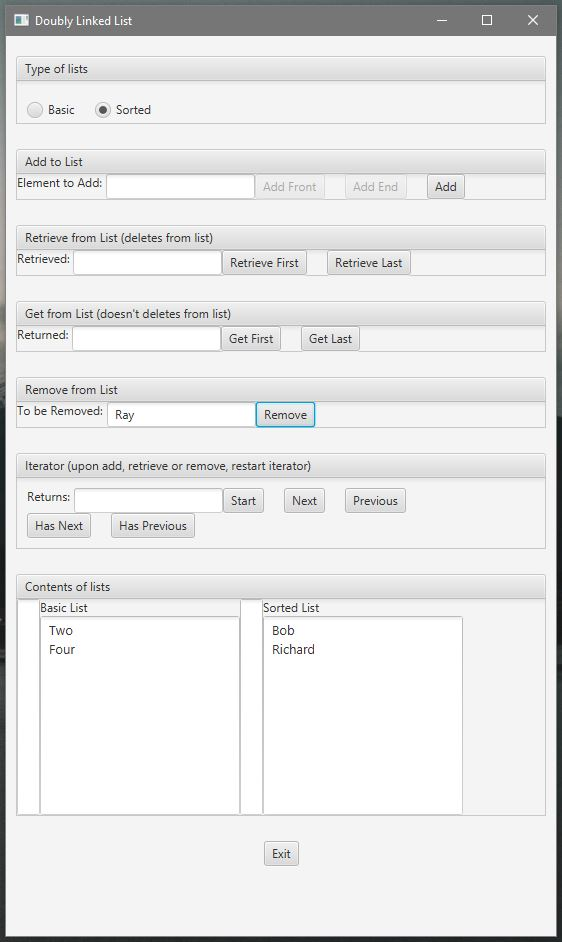 Doubly Linked List
Type of lists
Basic Sorted
Add to List
Element to Add: Add Front Add End Add
Retrieve from List (deletes from list)
Retrieved: Retrieve First Retrieve Last
Get from List (doesn't deletes from list)
Returned: Get First Get Last
Remove from List
To be Removed: Ray Remove
Iterator (upon add, retrieve or remove, restart iterator)
Returns: Start Next Previous
Has Next Has Previous
Contents of lists
Basic List Sorted List
Two Bob
Four Richard
Exit